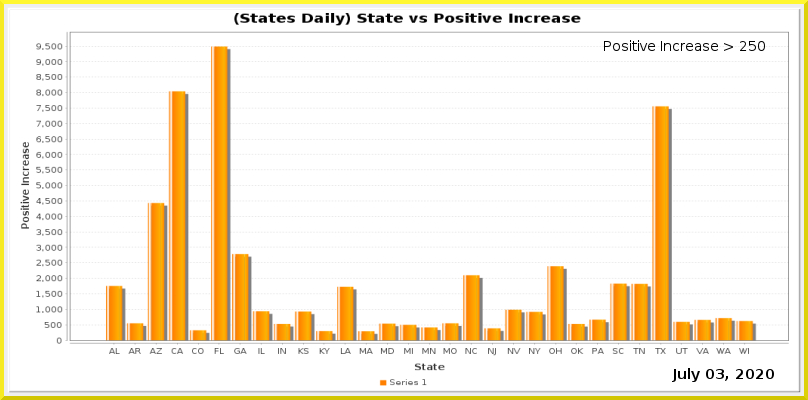 (States Daily) State vs Positive Increase
Positive Increase > 250
Positive Increase
9,500
9,000
8,500
8,000
7,500
7,000
6,500
6,000
5,500
5,000
4,500
4,000
3,500
3,000
2,500
2,000
1,500
1,000
500
0
AL AR AZ CA CO FL GA IL IN KS KY LA MA MD MI MN MO NC NJ NV NY OH OK PA SC TN TX UT VA WA WI
State
Series 1
July 03, 2020